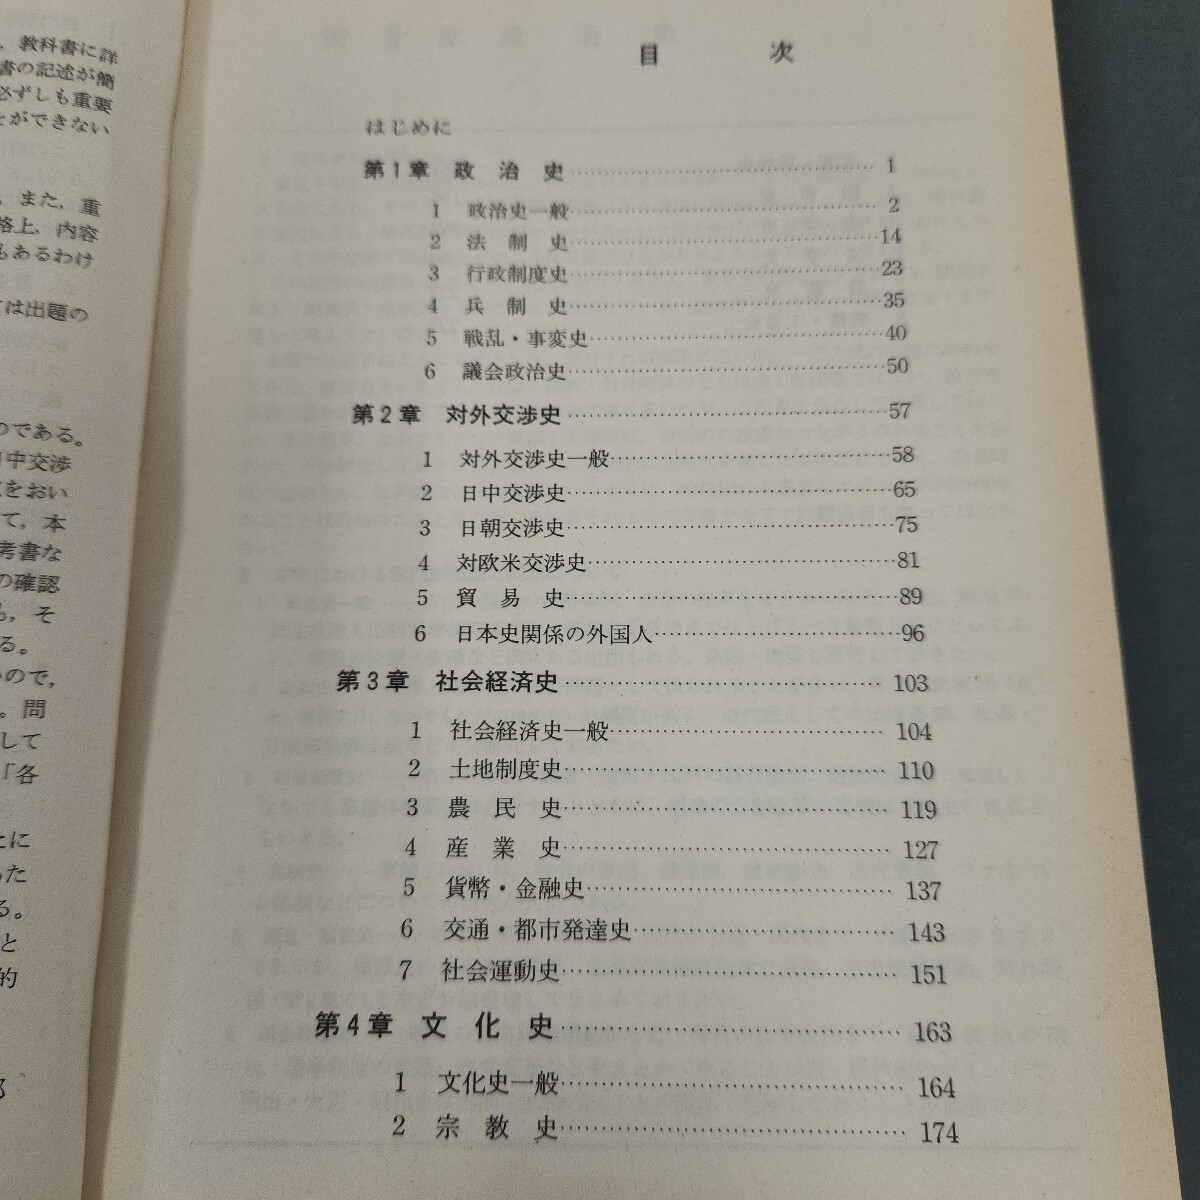 ，教科書に詳
書の記述が簡
必ずしも重要
とができない
，また，重
格上，内容
もあるわけ
ては出題の
のである。
日中交渉
をおい
て，本
考書な
の確認
も，そ
る。
ので，
。問
して
「各
とに
った
る。
と
的
目　次
はじめに
第1章 政治史……1
1 政治史一般……2
2 法制史……14
3 行政制度史……23
4 兵制史……35
5 戦乱・事変史……40
6 議会政治史……50
第2章 対外交渉史……57
1 対外交渉史一般……58
2 日中交渉史……65
3 日朝交渉史……75
4 対欧米交渉史……81
5 貿易史……89
6 日本史関係の外国人……96
第3章 社会経済史……103
1 社会経済史一般……104
2 土地制度史……110
3 農民史……119
4 産業史……127
5 貨幣・金融史……137
6 交通・都市発達史……143
7 社会運動史……151
第4章 文化史……163
1 文化史一般……164
2 宗教史……174